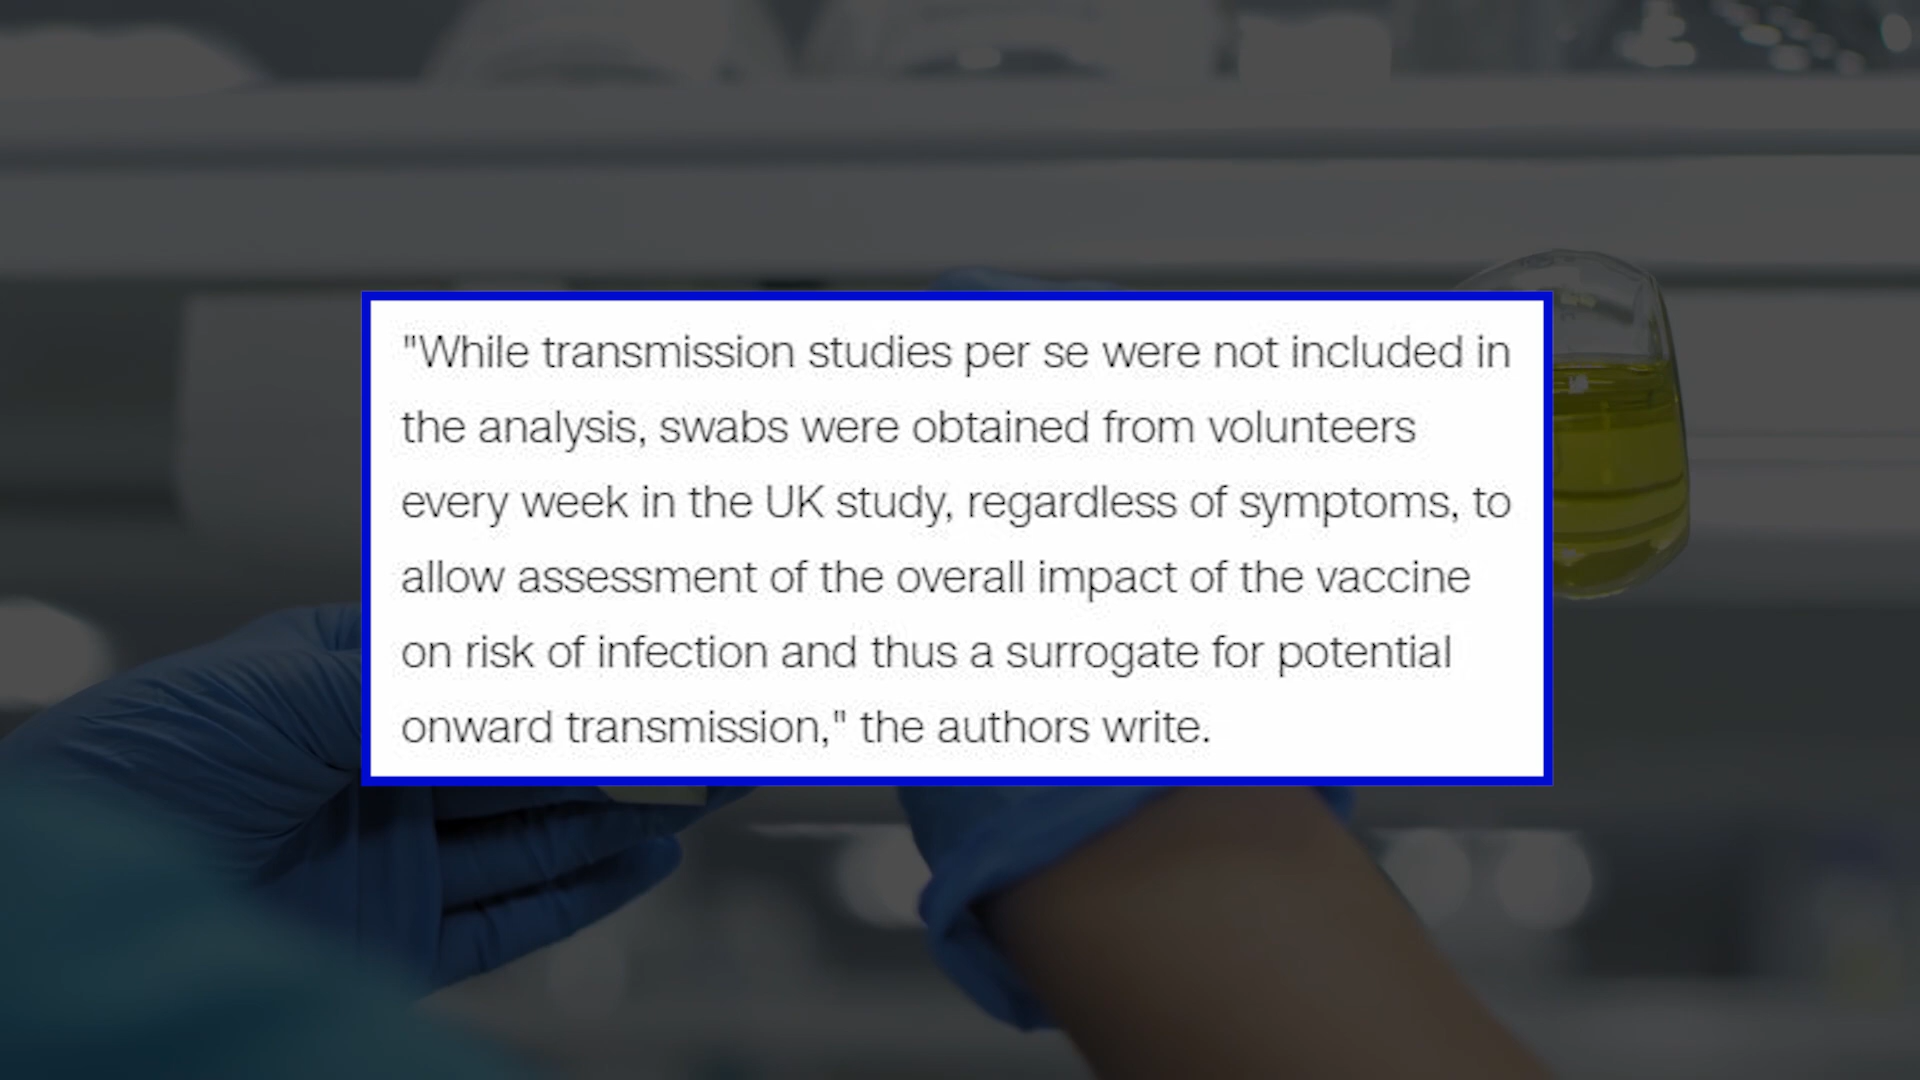 "While transmission studies per se were not included in
the analysis, swabs were obtained from volunteers
every week in the UK study, regardless of symptoms, to
allow assessment of the overall impact of the vaccine
on risk of infection and thus a surrogate for potential
onward transmission," the authors write.